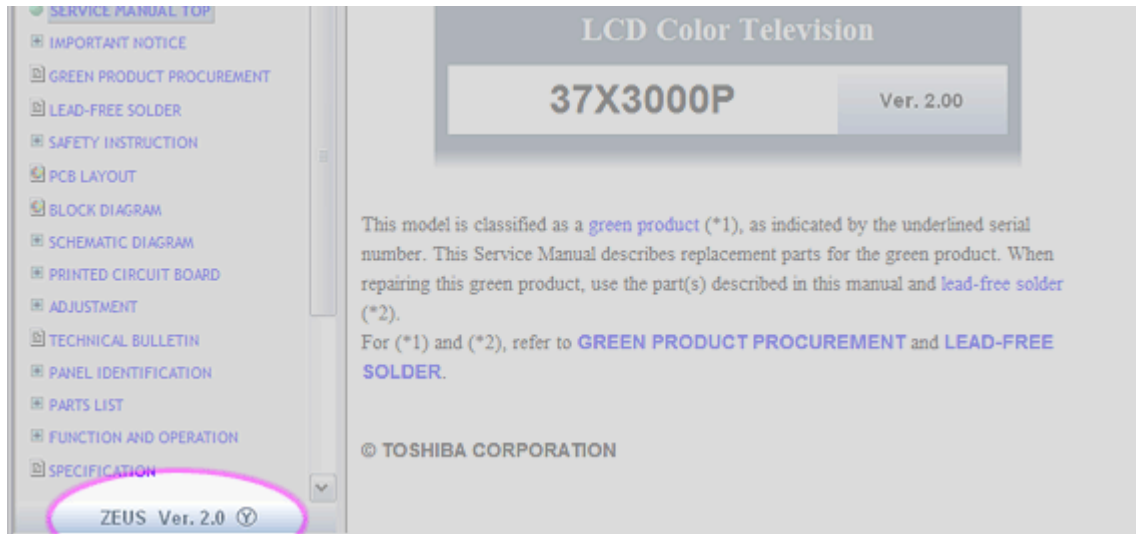 SERVICE MANUAL TOP
IMPORTANT NOTICE
GREEN PRODUCT PROCUREMENT
LEAD-FREE SOLDER
SAFETY INSTRUCTION
PCB LAYOUT
BLOCK DIAGRAM
SCHEMATIC DIAGRAM
PRINTED CIRCUIT BOARD
ADJUSTMENT
TECHNICAL BULLETIN
PANEL IDENTIFICATION
PARTS LIST
FUNCTION AND OPERATION
SPECIFICATION
ZEUS Ver. 2.0 Ⓨ
LCD Color Television
37X3000P Ver. 2.00
This model is classified as a green product (*1), as indicated by the underlined serial
number. This Service Manual describes replacement parts for the green product. When
repairing this green product, use the part(s) described in this manual and lead-free solder
(*2).
For (*1) and (*2), refer to GREEN PRODUCT PROCUREMENT and LEAD-FREE
SOLDER.
© TOSHIBA CORPORATION